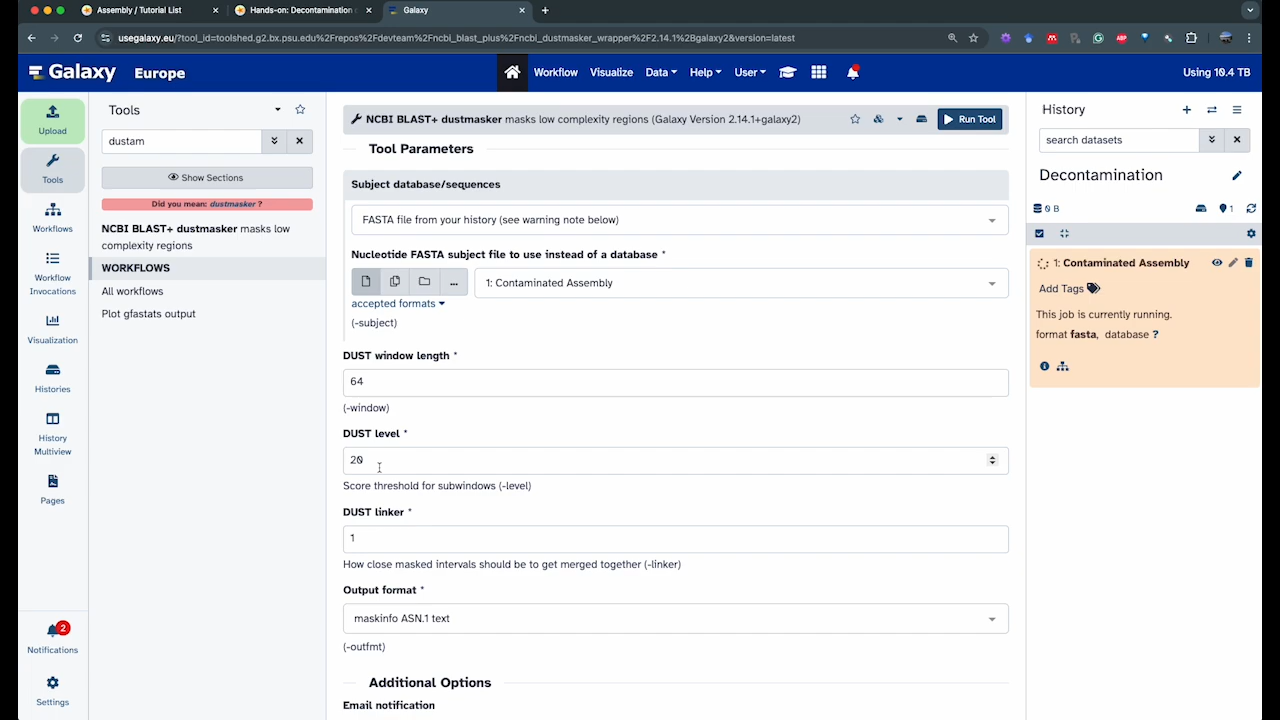 Assembly / Tutorial List
Hands-on: Decontamination o
Galaxy
usegalaxy.eu/?tool_id=toolshed.g2.bx.psu.edu%2Frepos%2Fdevteam%2Fncbi_blast_plus%2Fncbi_dustmasker_wrapper%2F2.14.1%2Bgalaxy2&version=latest
Galaxy Europe
Workflow Visualize Data Help User
Using 10.4 TB
Upload
Tools
Workflows
Workflow
Invocations
Visualization
Histories
History
Multiview
Pages
2
Notifications
Settings
Tools
dustam
Show Sections
Did you mean: dustmasker ?
NCBI BLAST+ dustmasker masks low
complexity regions
WORKFLOWS
All workflows
Plot gfastats output
NCBI BLAST+ dustmasker masks low complexity regions (Galaxy Version 2.14.1+galaxy2)
Run Tool
Tool Parameters
Subject database/sequences
FASTA file from your history (see warning note below)
Nucleotide FASTA subject file to use instead of a database *
... 1: Contaminated Assembly
accepted formats
(-subject)
DUST window length *
64
(-window)
DUST level *
20
Score threshold for subwindows (-level)
DUST linker *
1
How close masked intervals should be to get merged together (-linker)
Output format *
maskinfo ASN.1 text
(-outfmt)
Additional Options
Email notification
History
search datasets
Decontamination
0 B
1
1: Contaminated Assembly
Add Tags
This job is currently running.
format fasta, database ?